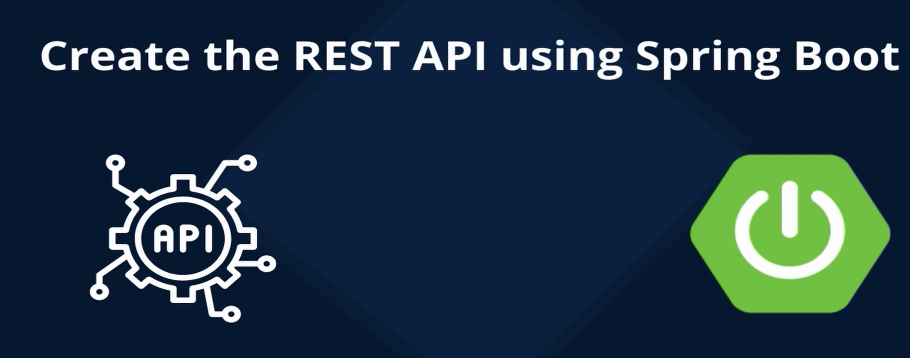 Create the REST API using Spring Boot
API